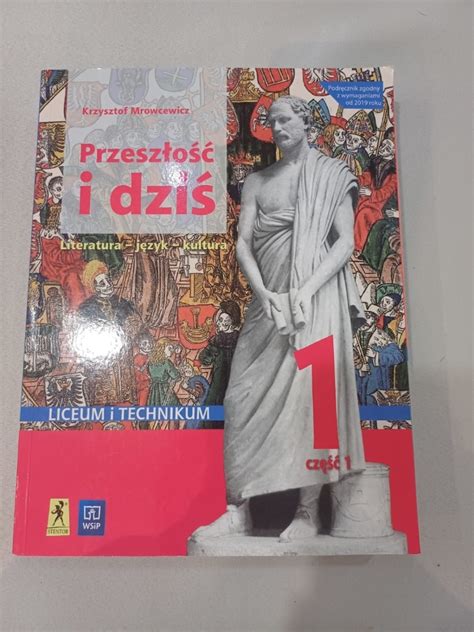 Krzysztof Mrowcewicz
Podręcznik zgodny
z wymaganiami
od 2019 roku
Przeszłość
i dziś
Literatura – język – kultura
LICEUM i TECHNIKUM
1
część 1
STENTOR
WSiP